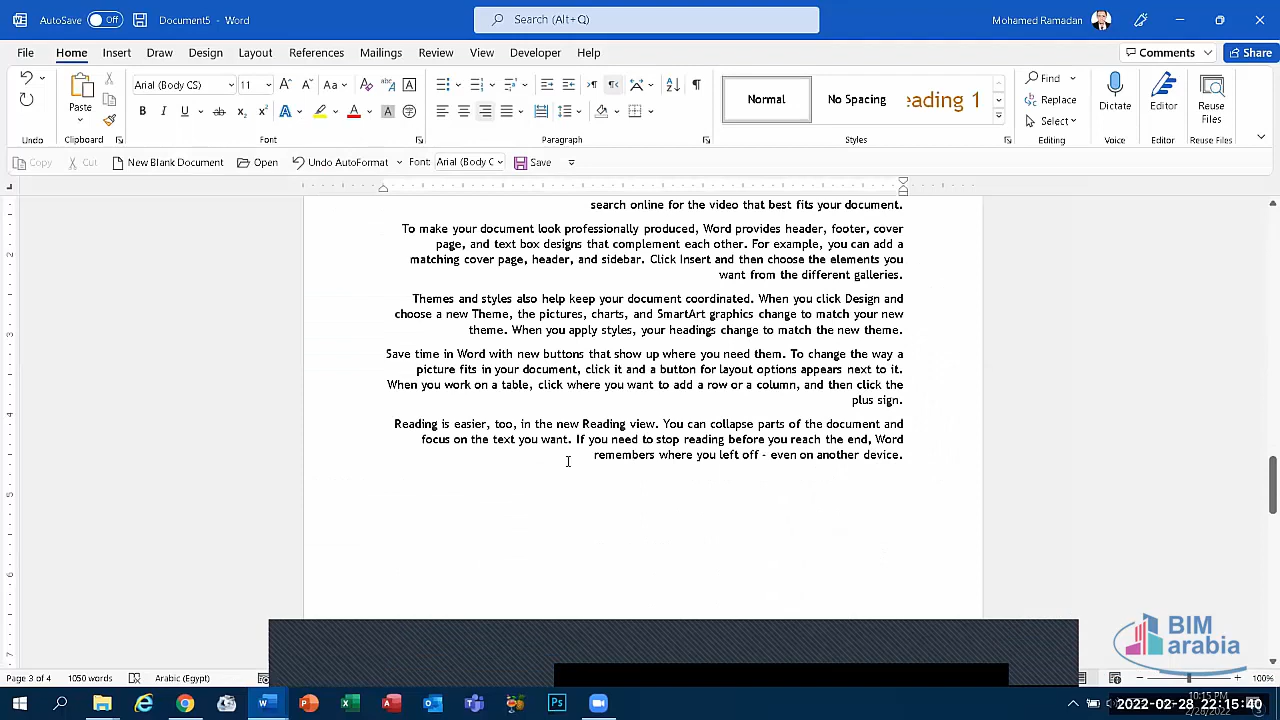 AutoSave Off Document5 - Word Search (Alt+Q) Mohamed Ramadan
File Home Insert Draw Design Layout References Mailings Review View Developer Help Comments Share
Arial (Body CS) 11 Normal No Spacing eading 1 Find
Paste Replace Dictate Editor Reuse Files
Select
Clipboard Font Paragraph Styles Editing Voice Editor Reuse Files
Copy Cut New Blank Document Open Undo AutoFormat Font: Arial (Body C Save
search online for the video that best fits your document.
To make your document look professionally produced, Word provides header, footer, cover
page, and text box designs that complement each other. For example, you can add a
matching cover page, header, and sidebar. Click Insert and then choose the elements you
want from the different galleries.
Themes and styles also help keep your document coordinated. When you click Design and
choose a new Theme, the pictures, charts, and SmartArt graphics change to match your new
theme. When you apply styles, your headings change to match the new theme.
Save time in Word with new buttons that show up where you need them. To change the way a
picture fits in your document, click it and a button for layout options appears next to it.
When you work on a table, click where you want to add a row or a column, and then click the
plus sign.
Reading is easier, too, in the new Reading view. You can collapse parts of the document and
focus on the text you want. If you need to stop reading before you reach the end, Word
remembers where you left off - even on another device.
BIM
arabia
Page 3 of 4 1050 words Arabic (Egypt) 100%
10:15 PM
2022-02-28 22:15:40